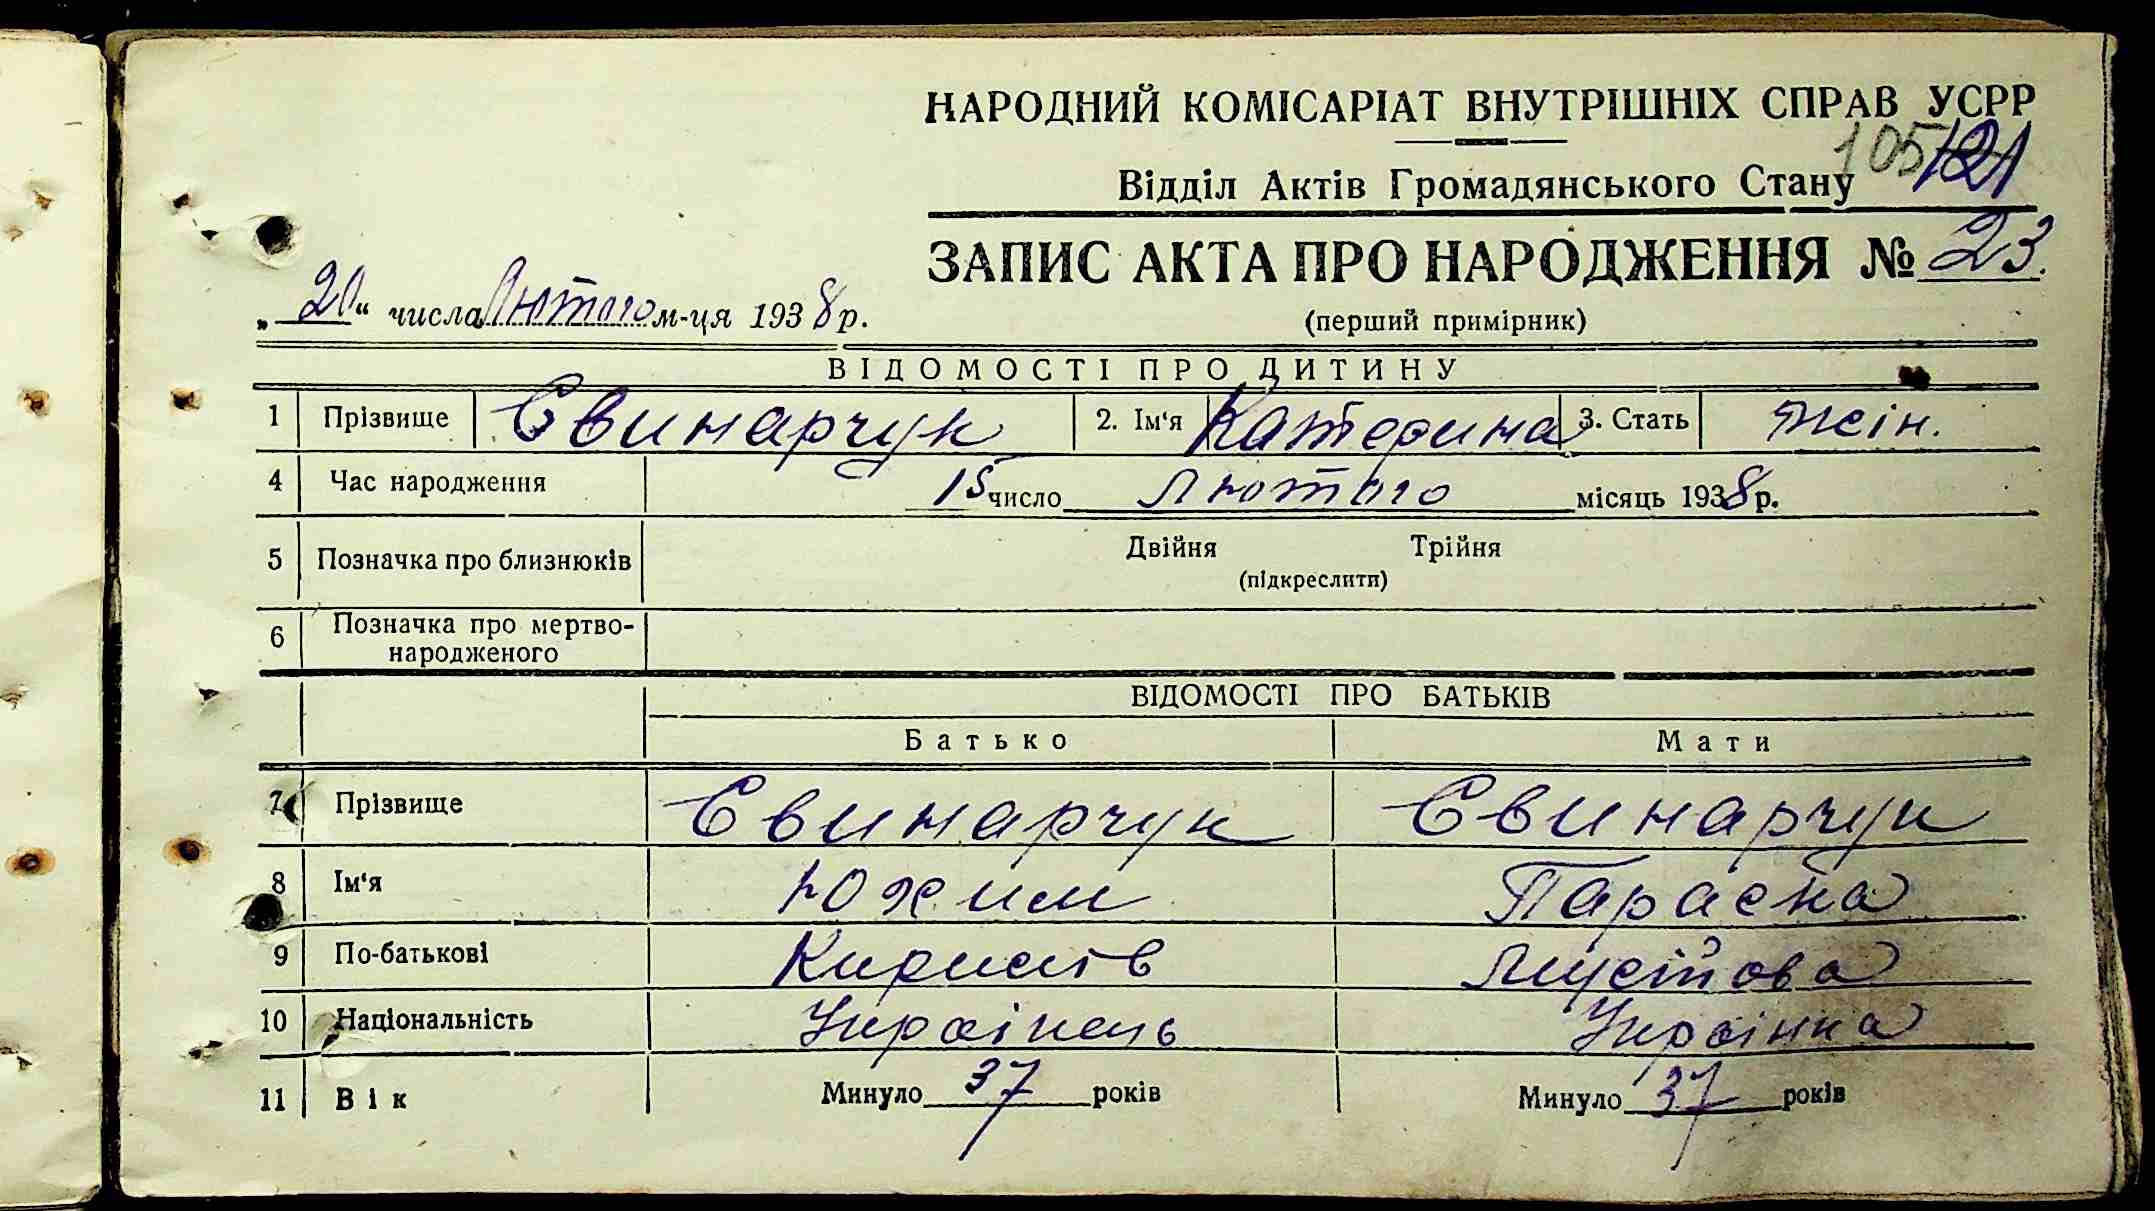 НАРОДНИЙ КОМІСАРІАТ ВНУТРІШНІХ СПРАВ УСРР
105 121
Відділ Актів Громадянського Стану
ЗАПИС АКТА ПРО НАРОДЖЕННЯ № 23.
„20“ числа Лютого м-ця 1938 р.
(перший примірник)
ВІДОМОСТІ ПРО ДИТИНУ
1 Прізвище Свинарчук 2. Ім‘я Катерина 3. Стать жін.
4 Час народження 15 число Лютого місяць 1938 р.
5 Позначка про близнюків Двійня Трійня
(підкреслити)
6 Позначка про мертво-
народженого
ВІДОМОСТІ ПРО БАТЬКІВ
Батько Мати
7 Прізвище Свинарчук Свинарчук
8 Ім‘я Юхим Параска
9 По-батькові
10 Національність Українець Українка
11 Вік Минуло 37 років Минуло 37 років